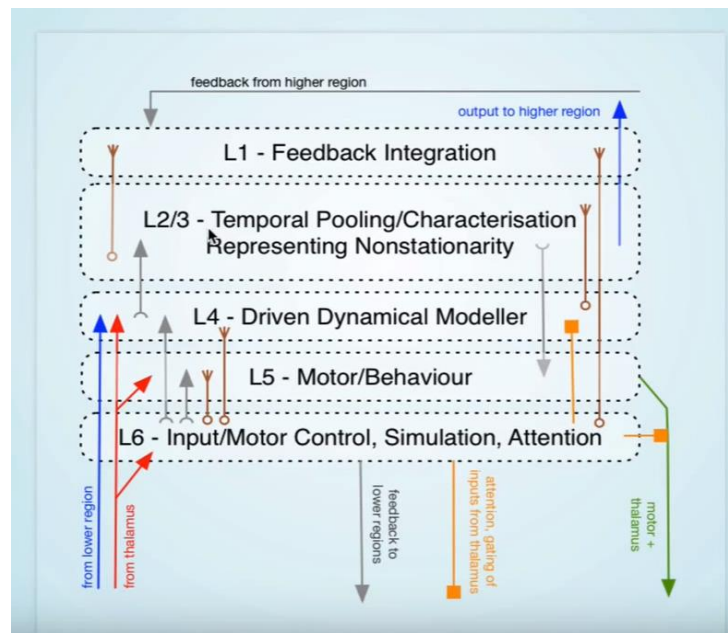 feedback from higher region
output to higher region
L1 - Feedback Integration
L2/3 - Temporal Pooling/Characterisation
Representing Nonstationarity
L4 - Driven Dynamical Modeller
L5 - Motor/Behaviour
L6 - Input/Motor Control, Simulation, Attention
from lower region
from thalamus
feedback to
lower regions
attention, gating of
inputs from thalamus
motor +
thalamus